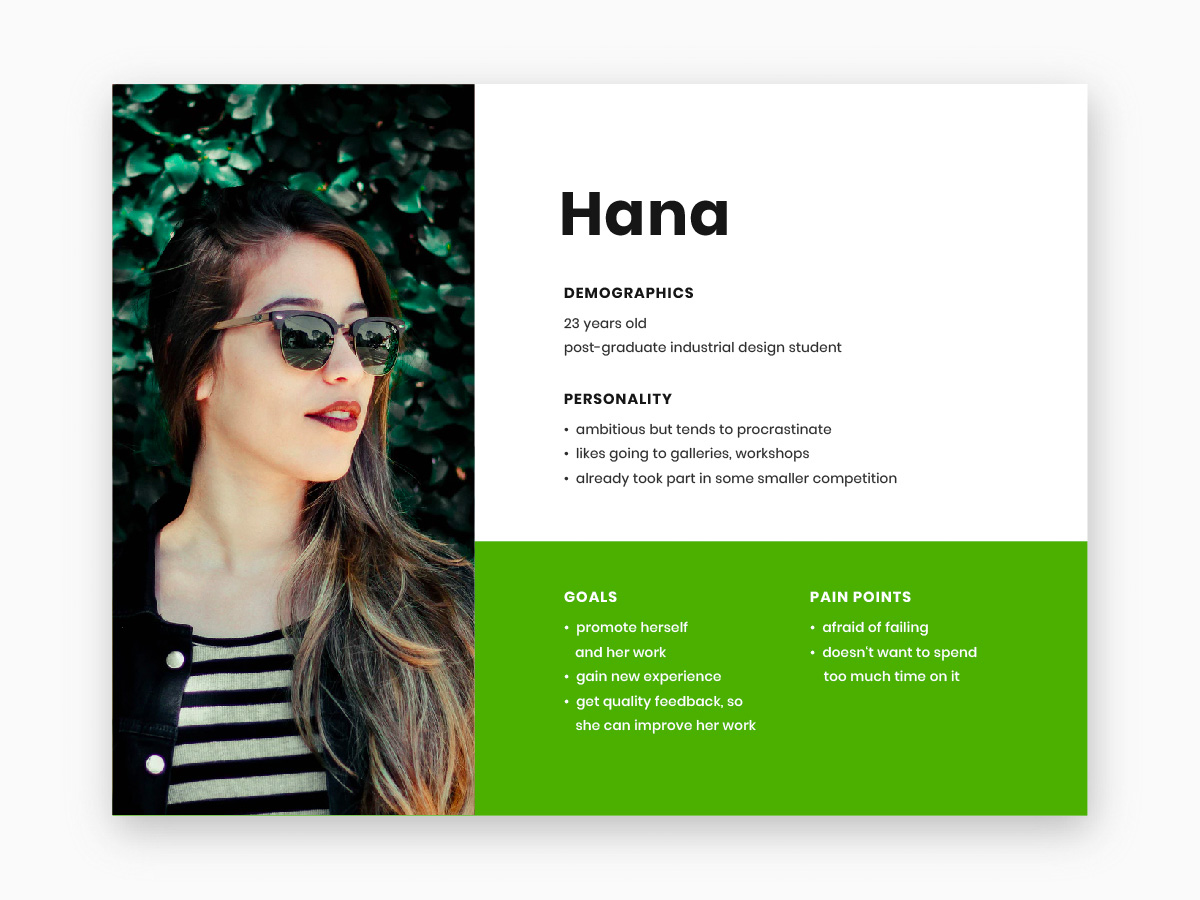 Hana
DEMOGRAPHICS
23 years old
post-graduate industrial design student
PERSONALITY
• ambitious but tends to procrastinate
• likes going to galleries, workshops
• already took part in some smaller competition
GOALS
• promote herself
and her work
• gain new experience
• get quality feedback, so
she can improve her work
PAIN POINTS
• afraid of failing
• doesn't want to spend
too much time on it